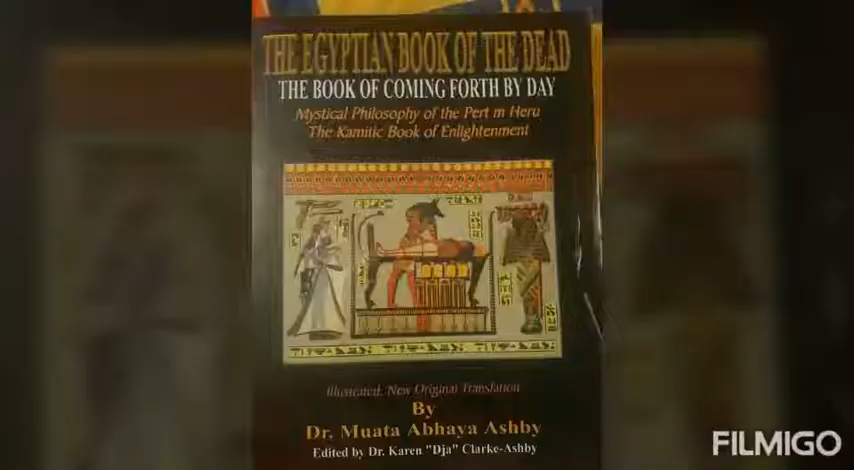 THE EGYPTIAN BOOK OF THE DEAD
THE BOOK OF COMING FORTH BY DAY
Mystical Philosophy of the Pert m Heru
The Kamitic Book of Enlightenment
Illustrated: New Original Translation
By
Dr. Muata Abhaya Ashby
Edited by Dr. Karen "Dja" Clarke-Ashby
FILMIGO